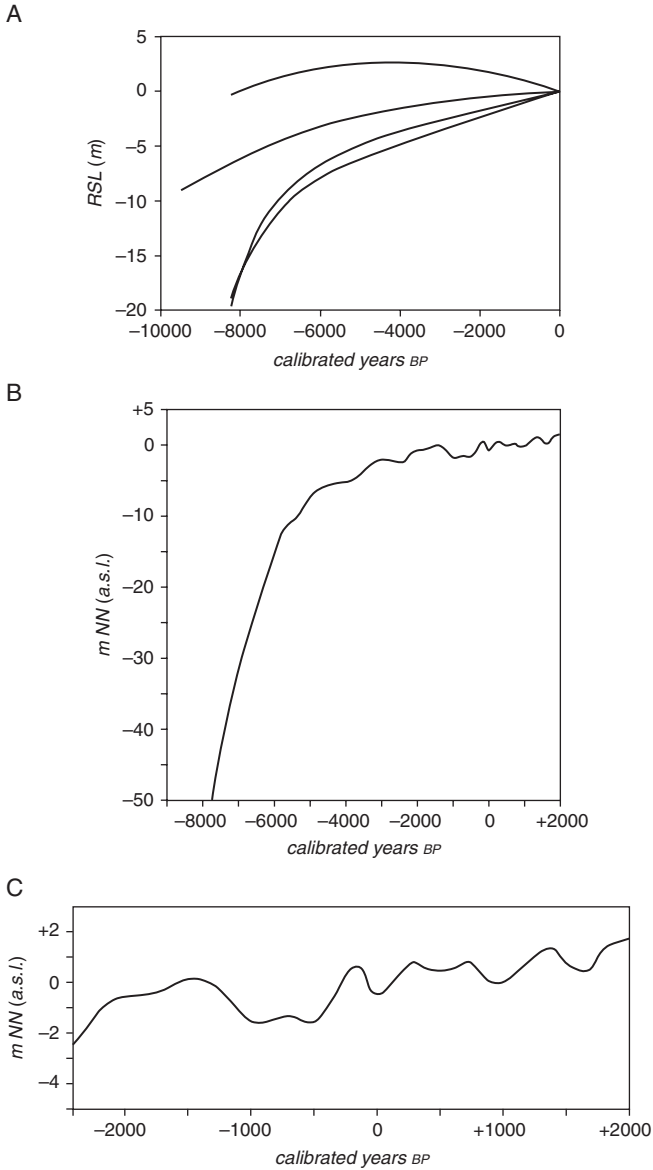 A
5
0
−5
−10
−15
−20
RSL (m)
−10000 −8000 −6000 −4000 −2000 0
calibrated years BP
B
+5
0
−10
−20
−30
−40
−50
m NN (a.s.l.)
−8000 −6000 −4000 −2000 0 +2000
calibrated years BP
C
+2
0
−2
−4
m NN (a.s.l.)
−2000 −1000 0 +1000 +2000
calibrated years BP